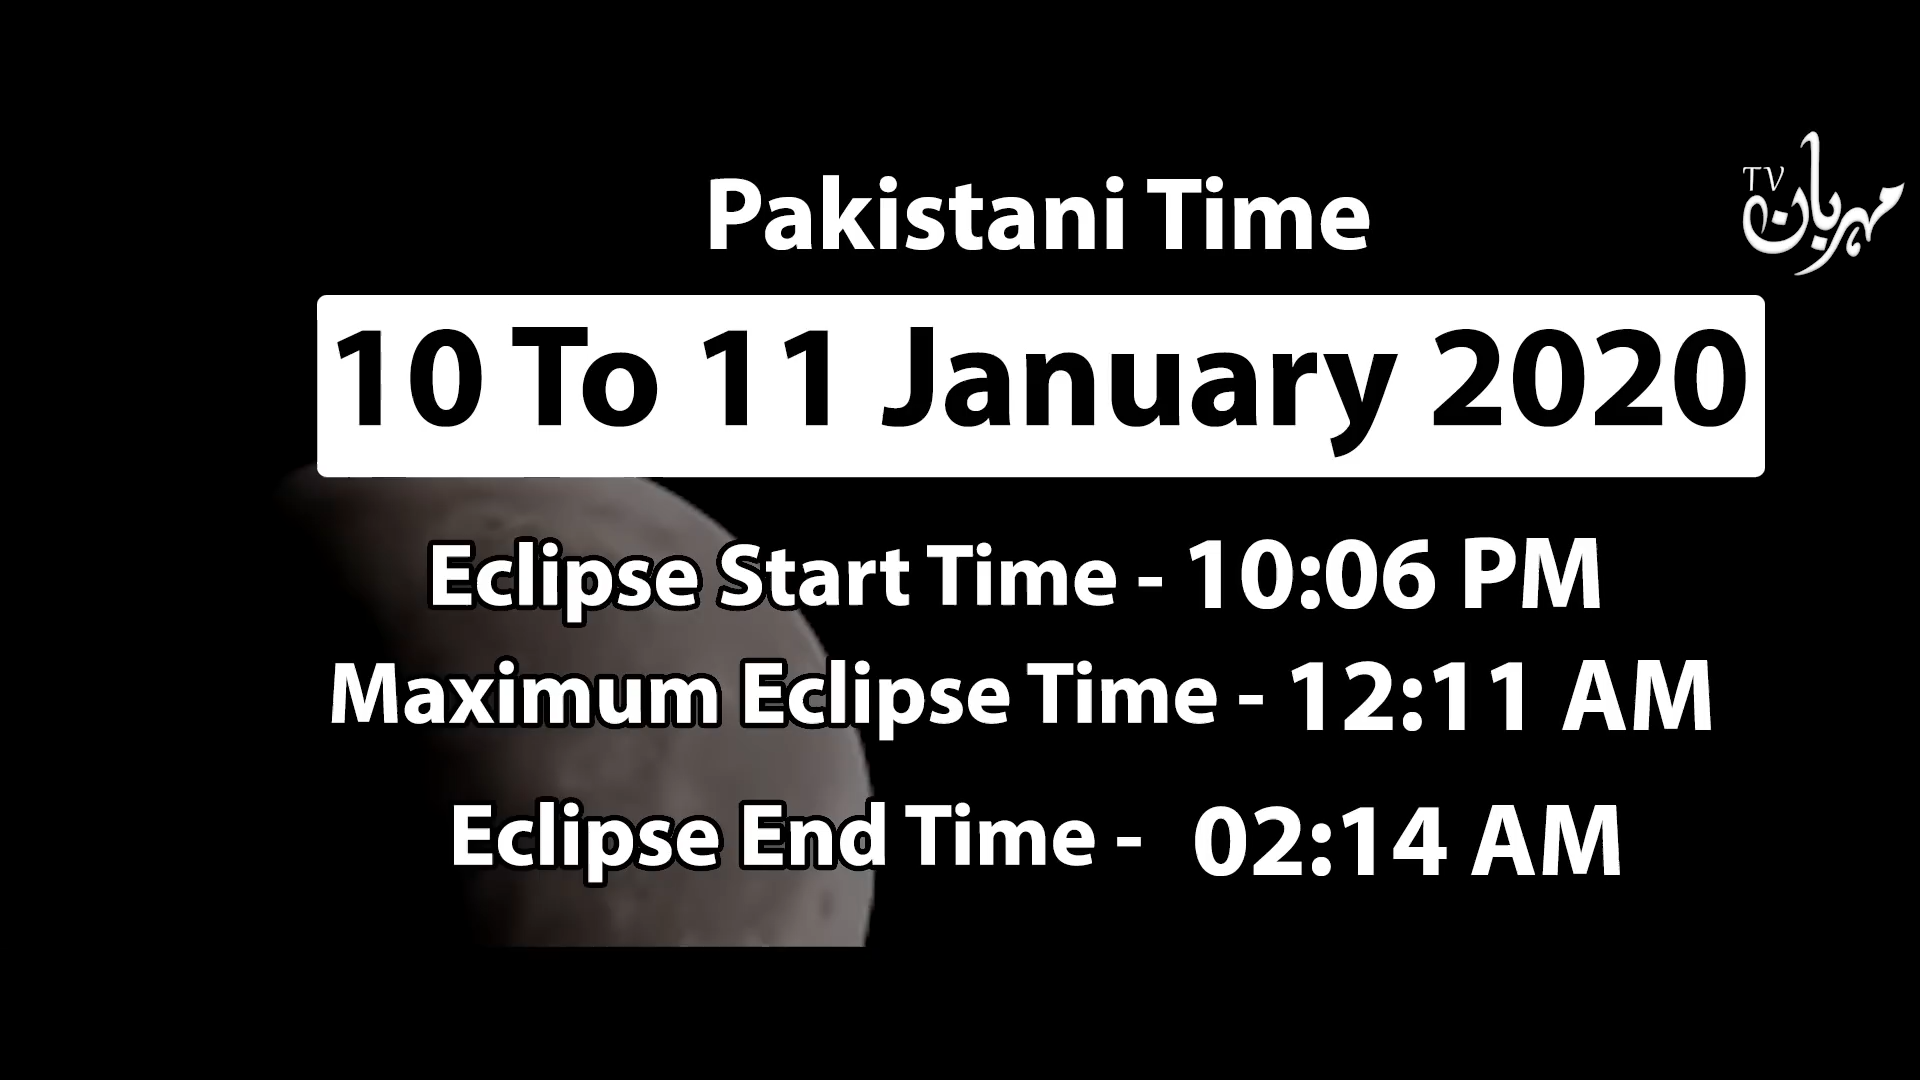 Pakistani Time
TV
مہربان
10 To 11 January 2020
Eclipse Start Time - 10:06 PM
Maximum Eclipse Time - 12:11 AM
Eclipse End Time - 02:14 AM